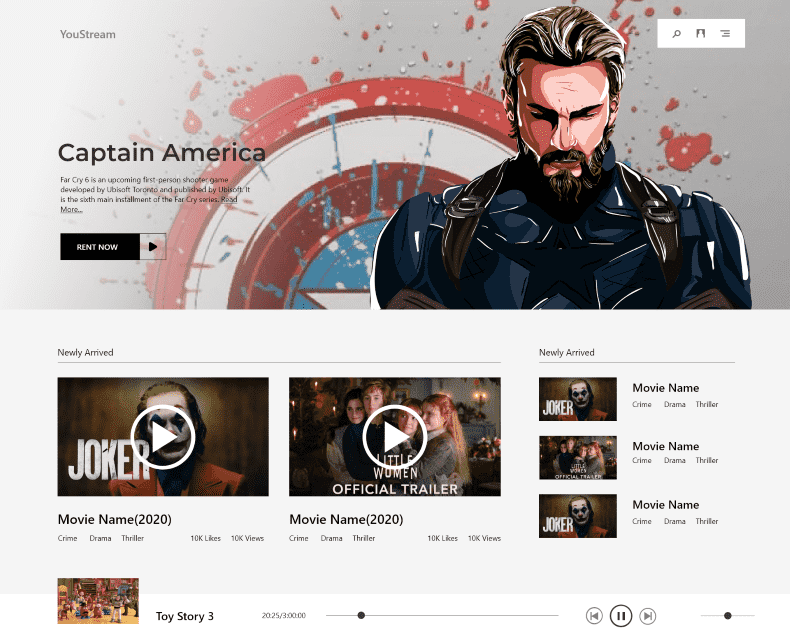 YouStream
Captain America
Far Cry 6 is an upcoming first-person shooter game
developed by Ubisoft Toronto and published by Ubisoft. It
is the sixth main installment of the Far Cry series. Read
More...
RENT NOW
Newly Arrived
JOKER
LITTLE
WOMEN
OFFICIAL TRAILER
Movie Name(2020)
Crime Drama Thriller 10K Likes 10K Views
Movie Name(2020)
Crime Drama Thriller 10K Likes 10K Views
Newly Arrived
JOKER
Movie Name
Crime Drama Thriller
LITTLE
WOMEN
OFFICIAL TRAILER
Movie Name
Crime Drama Thriller
JOKER
Movie Name
Crime Drama Thriller
Toy Story 3
20:25/3:00:00